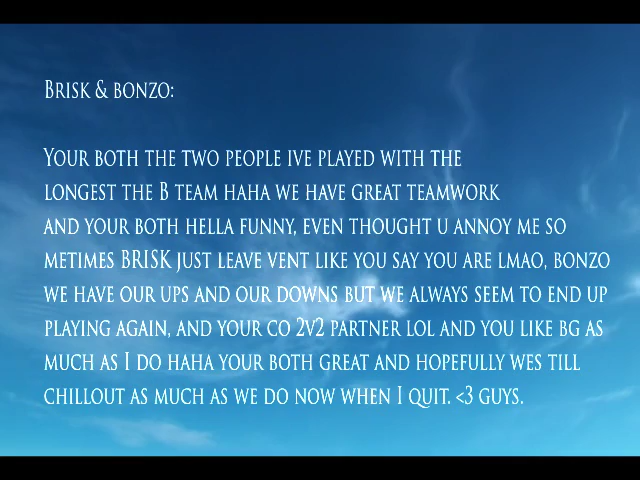 Brisk & bonzo:
Your both the two people ive played with the
longest the B team haha we have great teamwork
and your both hella funny, even thought u annoy me so
metimes BRISK just leave vent like you say you are lmao, bonzo
we have our ups and our downs but we always seem to end up
playing again, and your co 2v2 partner lol and you like bg as
much as I do haha your both great and hopefully wes till
chillout as much as we do now when I quit. <3 guys.